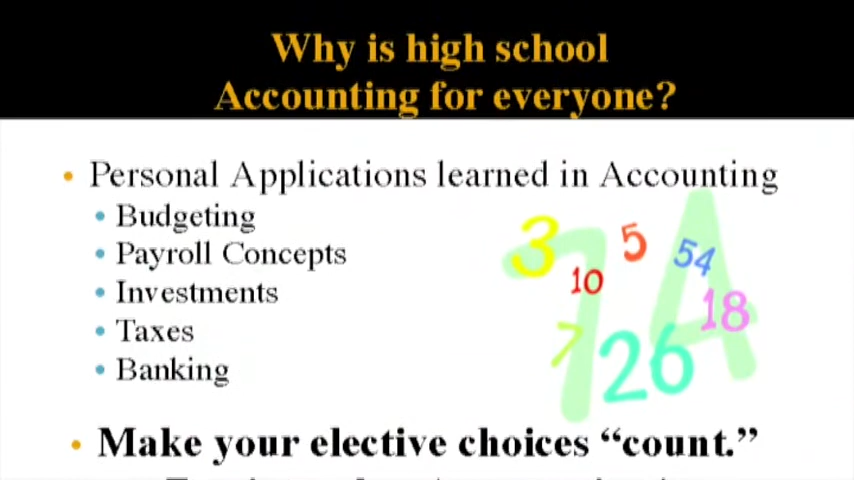 Why is high school
Accounting for everyone?
Personal Applications learned in Accounting
Budgeting
Payroll Concepts
Investments
Taxes
Banking
3
5
54
10
18
7
26
74
Make your elective choices “count.”